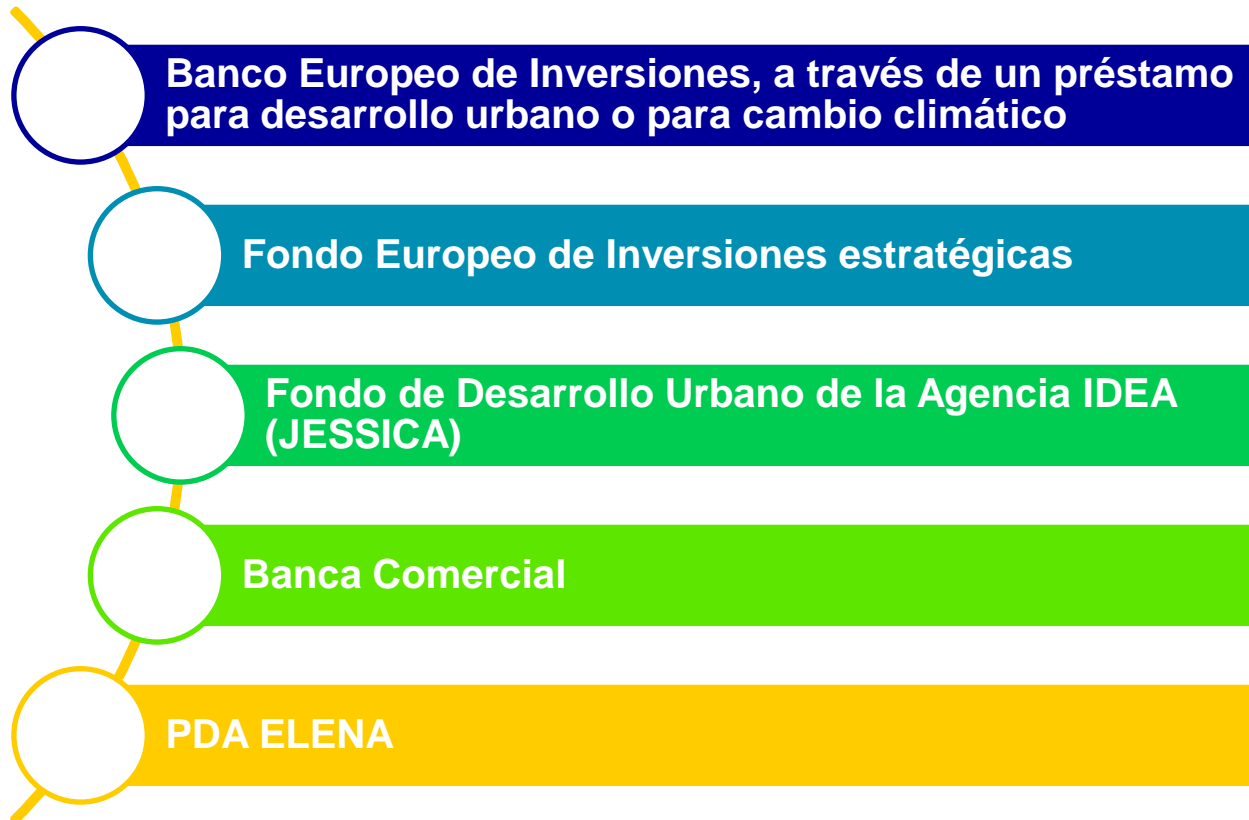 Banco Europeo de Inversiones, a través de un préstamo
para desarrollo urbano o para cambio climático
Fondo Europeo de Inversiones estratégicas
Fondo de Desarrollo Urbano de la Agencia IDEA
(JESSICA)
Banca Comercial
PDA ELENA